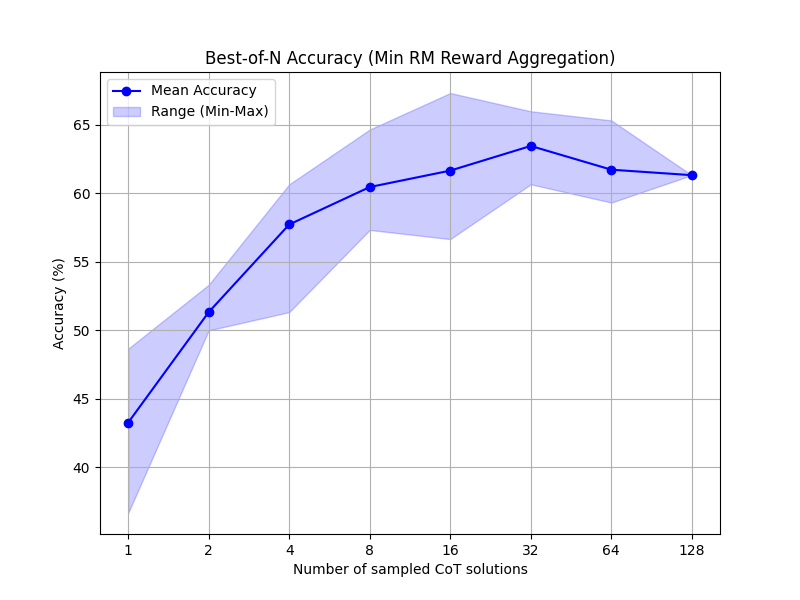 Best-of-N Accuracy (Min RM Reward Aggregation)
Mean Accuracy
Range (Min-Max)
Accuracy (%)
65
60
55
50
45
40
1 2 4 8 16 32 64 128
Number of sampled CoT solutions